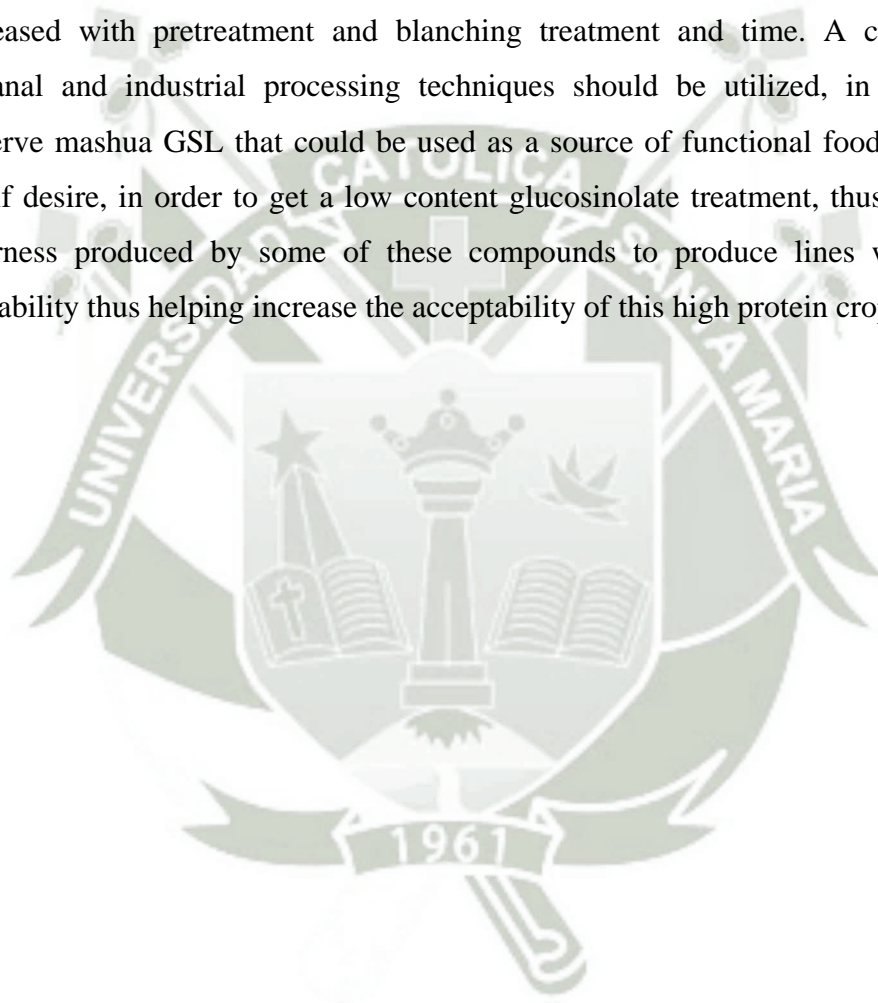 eased with pretreatment and blanching treatment and time. A c
anal and industrial processing techniques should be utilized, in
erve mashua GSL that could be used as a source of functional food
if desire, in order to get a low content glucosinolate treatment, thus
rness produced by some of these compounds to produce lines v
ability thus helping increase the acceptability of this high protein crop
UNIVERSIDAD CATOLICA SANTA MARIA
1961